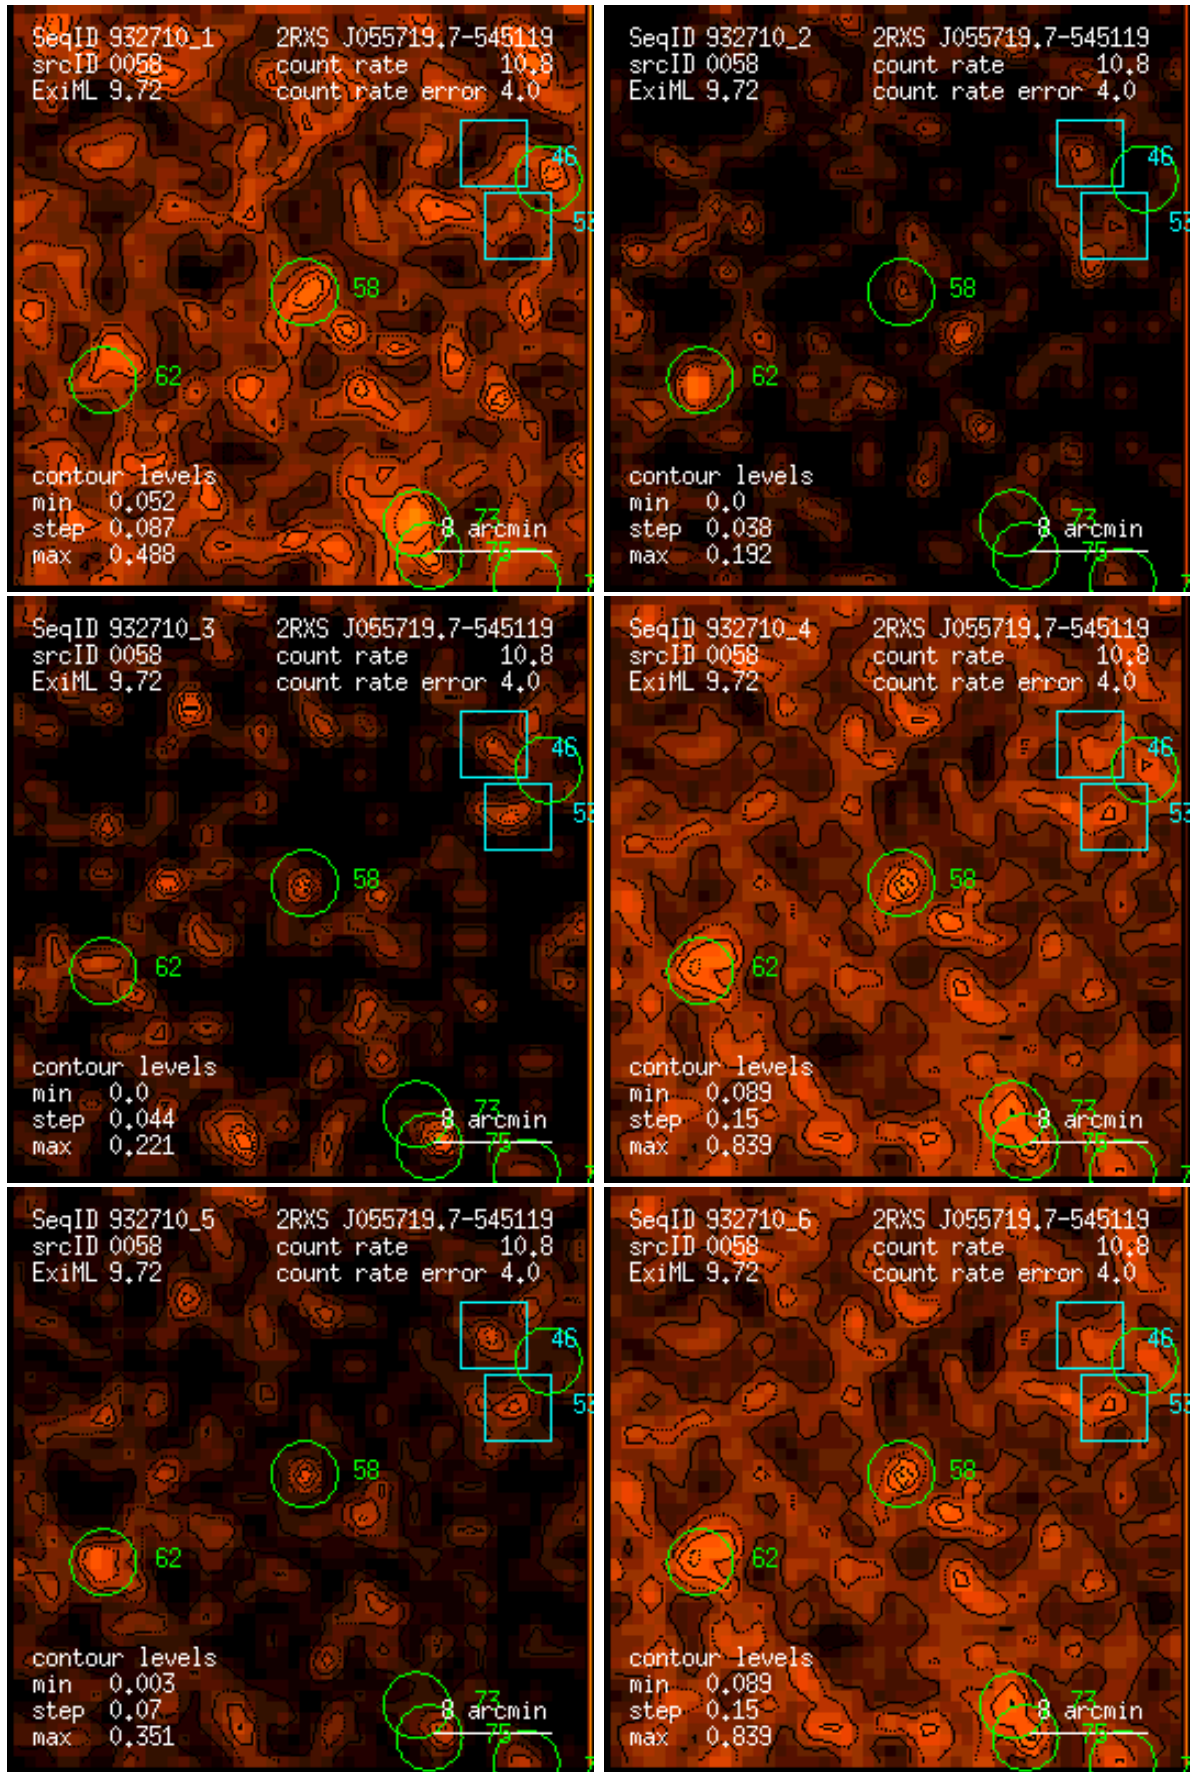 SeqID 932710_1 2RXS J055719.7-545119
srcID 0058 count rate 10.8
ExiML 9.72 count rate error 4.0
46
53
58
62
contour levels
min 0.052
step 0.087 73 8 arcmin
max 0.488 75
SeqID 932710_2 2RXS J055719.7-545119
srcID 0058 count rate 10.8
ExiML 9.72 count rate error 4.0
46
53
58
62
contour levels
min 0.0
step 0.038 73 8 arcmin
max 0.192 75
SeqID 932710_3 2RXS J055719.7-545119
srcID 0058 count rate 10.8
ExiML 9.72 count rate error 4.0
46
53
58
62
contour levels
min 0.0
step 0.044 73 8 arcmin
max 0.221 75
SeqID 932710_4 2RXS J055719.7-545119
srcID 0058 count rate 10.8
ExiML 9.72 count rate error 4.0
46
53
58
62
contour levels
min 0.089
step 0.15 73 8 arcmin
max 0.839 75
SeqID 932710_5 2RXS J055719.7-545119
srcID 0058 count rate 10.8
ExiML 9.72 count rate error 4.0
46
53
58
62
contour levels
min 0.003
step 0.07 73 8 arcmin
max 0.351 75
SeqID 932710_6 2RXS J055719.7-545119
srcID 0058 count rate 10.8
ExiML 9.72 count rate error 4.0
46
53
58
62
contour levels
min 0.089
step 0.15 73 8 arcmin
max 0.839 75